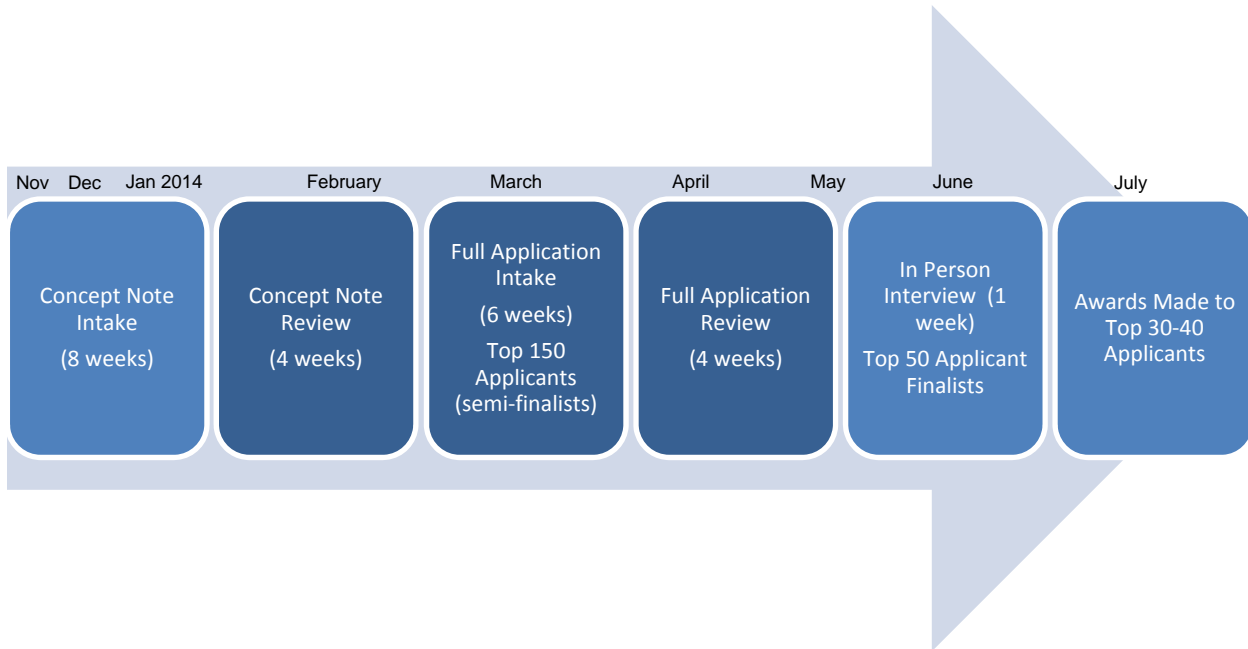 Nov Dec Jan 2014 February March April May June July
Concept Note
Intake
(8 weeks)
Concept Note
Review
(4 weeks)
Full Application
Intake
(6 weeks)
Top 150
Applicants
(semi-finalists)
Full Application
Review
(4 weeks)
In Person
Interview (1
week)
Top 50 Applicant
Finalists
Awards Made to
Top 30-40
Applicants